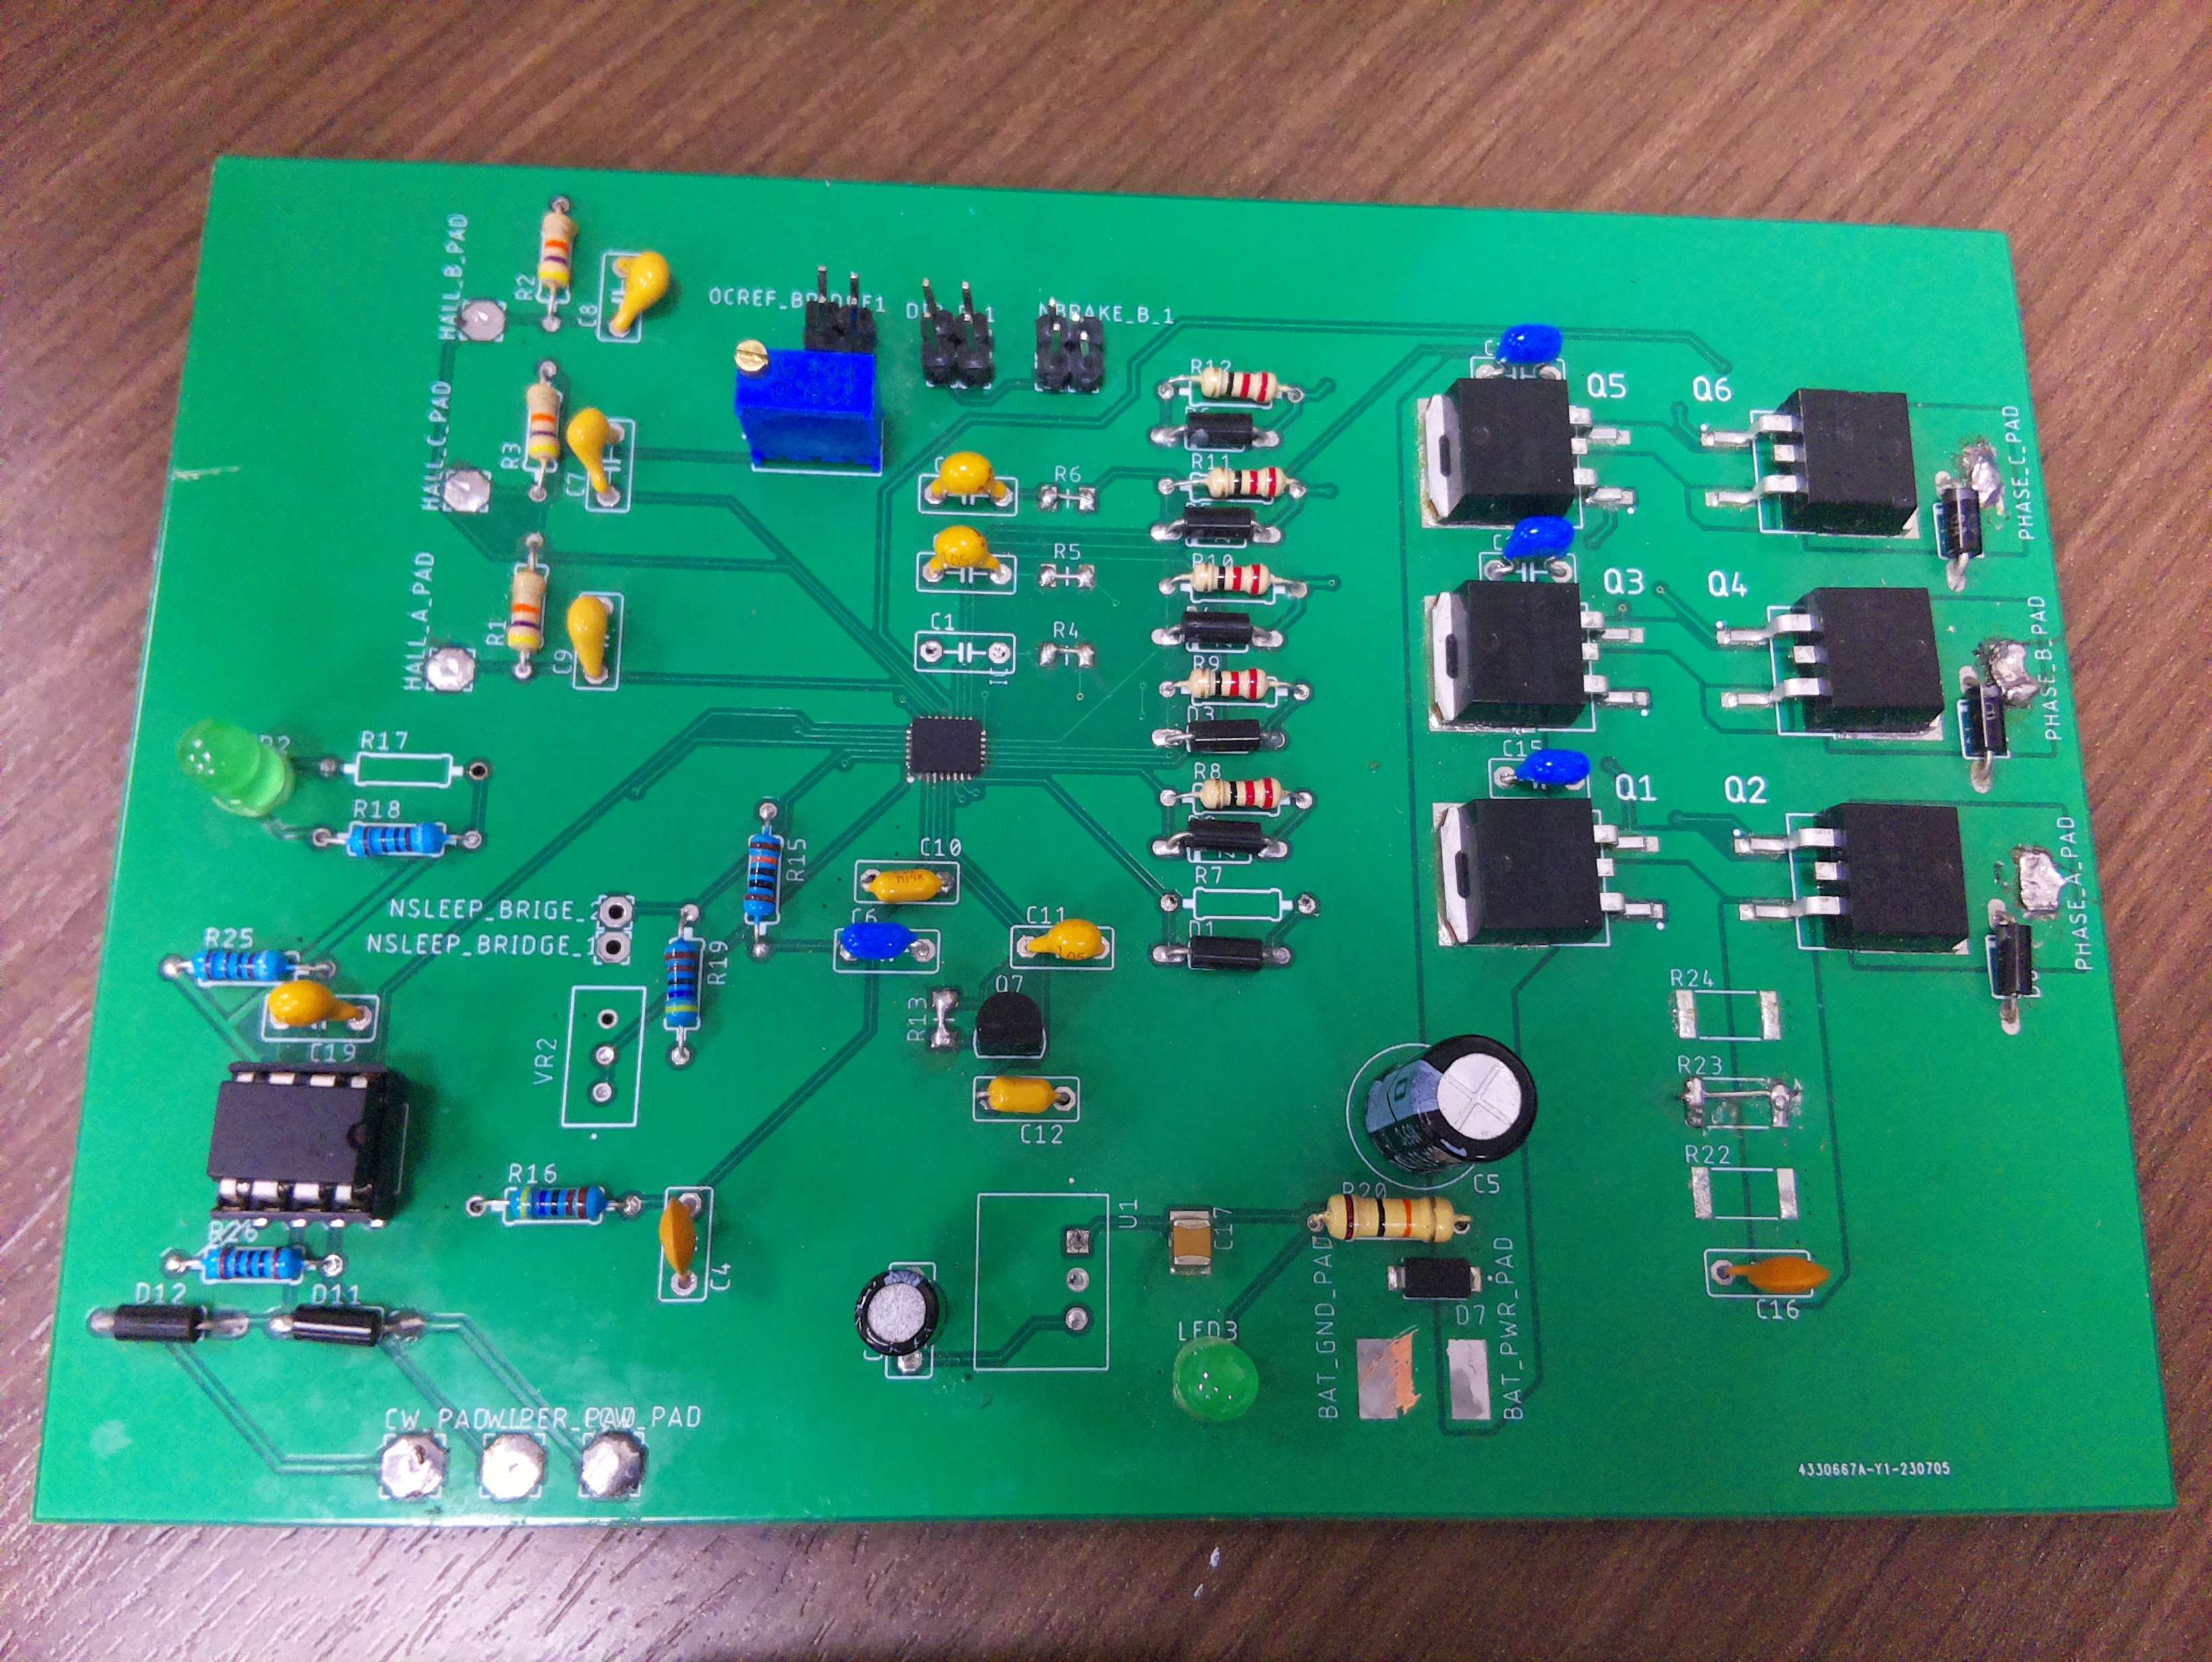 HALL_B_PAD
R2
C8
OCREF_BRIDGE1
NBRAKE_B_1
R12
Q5
Q6
HALL_C_PAD
R3
C7
R6
R11
PHASE_C_PAD
R5
R10
Q3
Q4
HALL_A_PAD
R1
C9
C1
R4
R9
PHASE_B_PAD
D3
R17
R18
R8
C15
Q1
Q2
R15
C10
R7
PHASE_A_PAD
NSLEEP_BRIGE_2
NSLEEP_BRIDGE_1
R25
R19
C6
C11
D1
C19
VR2
R13
Q7
R24
C12
R23
R16
R22
C5
R26
C4
U1
C17
R20
D12
D11
D7
C16
LED3
BAT_GND_PAD
BAT_PWR_PAD
CW_PAD
WIPER_PAD
CCW_PAD
4330667A-Y1-230705